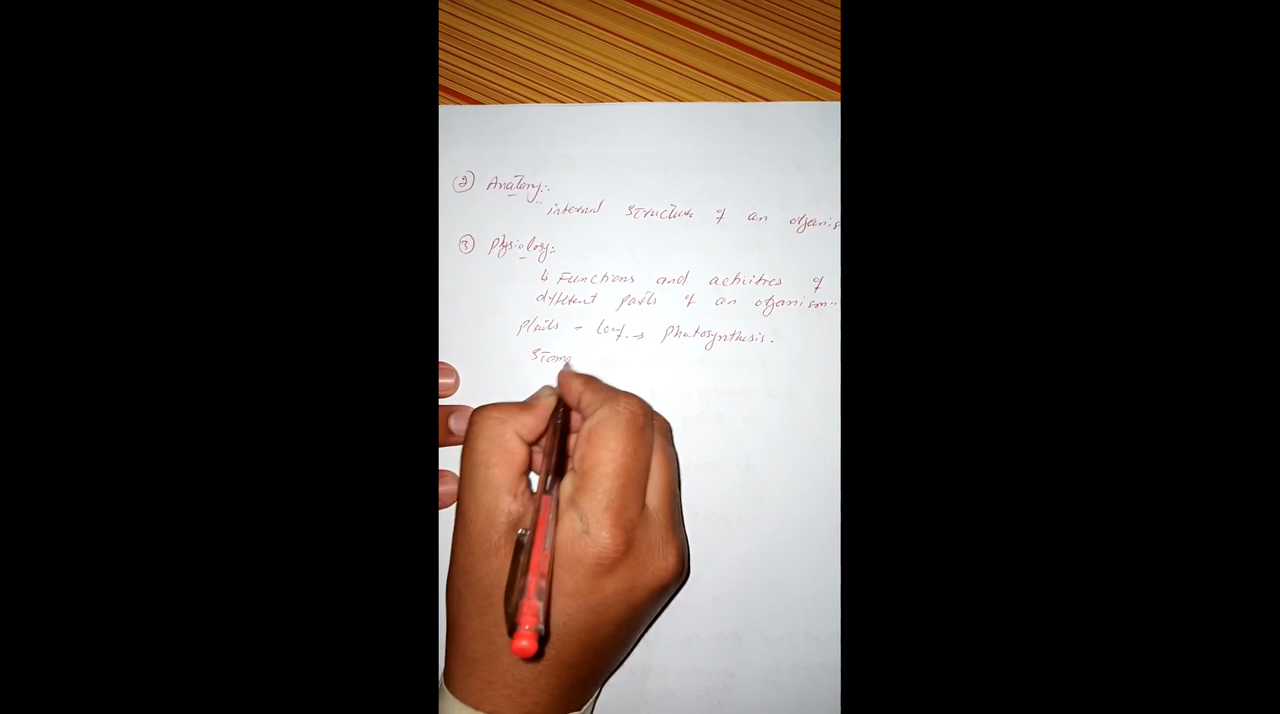 ② Anatomy:-
"internal structure of an organis
③ Physiology:-
↳ Functions and activities of
different parts of an organism"
plants - leaf. → Photosynthesis.
Stoma